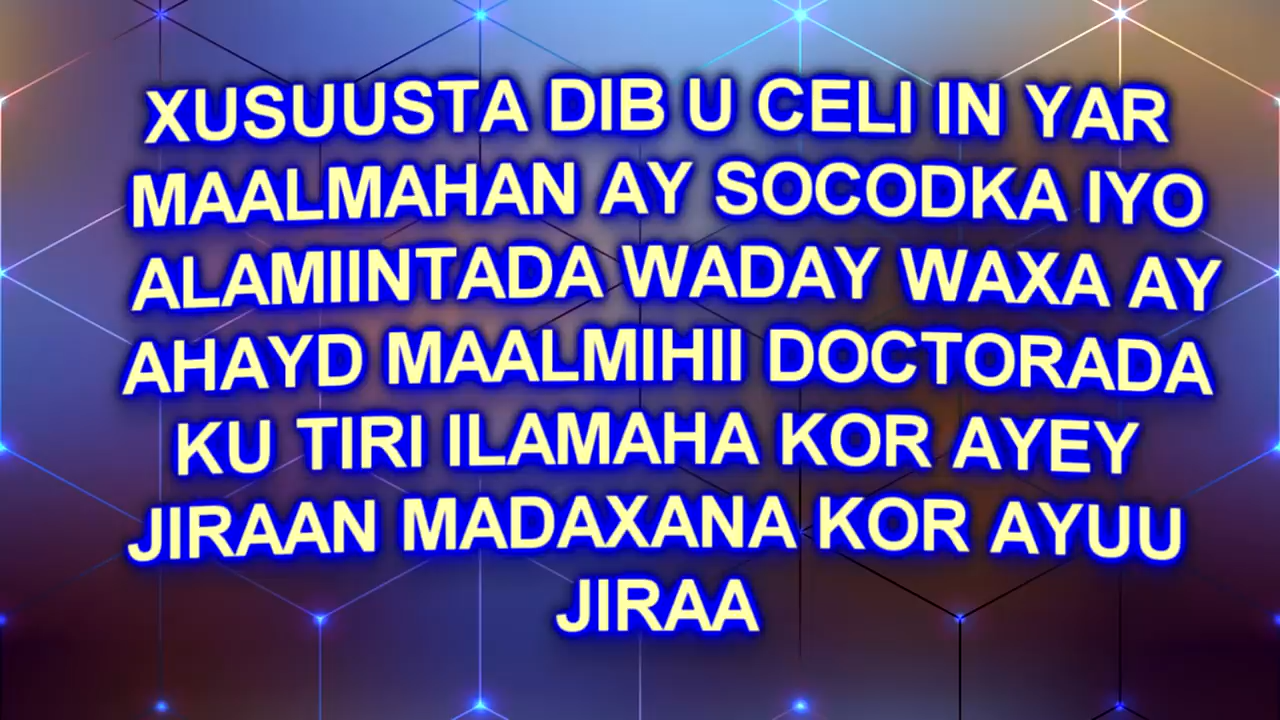 XUSUUSTA DIB U CELI IN YAR
MAALMAHAN AY SOCODKA IYO
ALAMIINTADA WADAY WAXA AY
AHAYD MAALMIHII DOCTORADA
KU TIRI ILAMAHA KOR AYEY
JIRAAN MADAXANA KOR AYUU
JIRAA